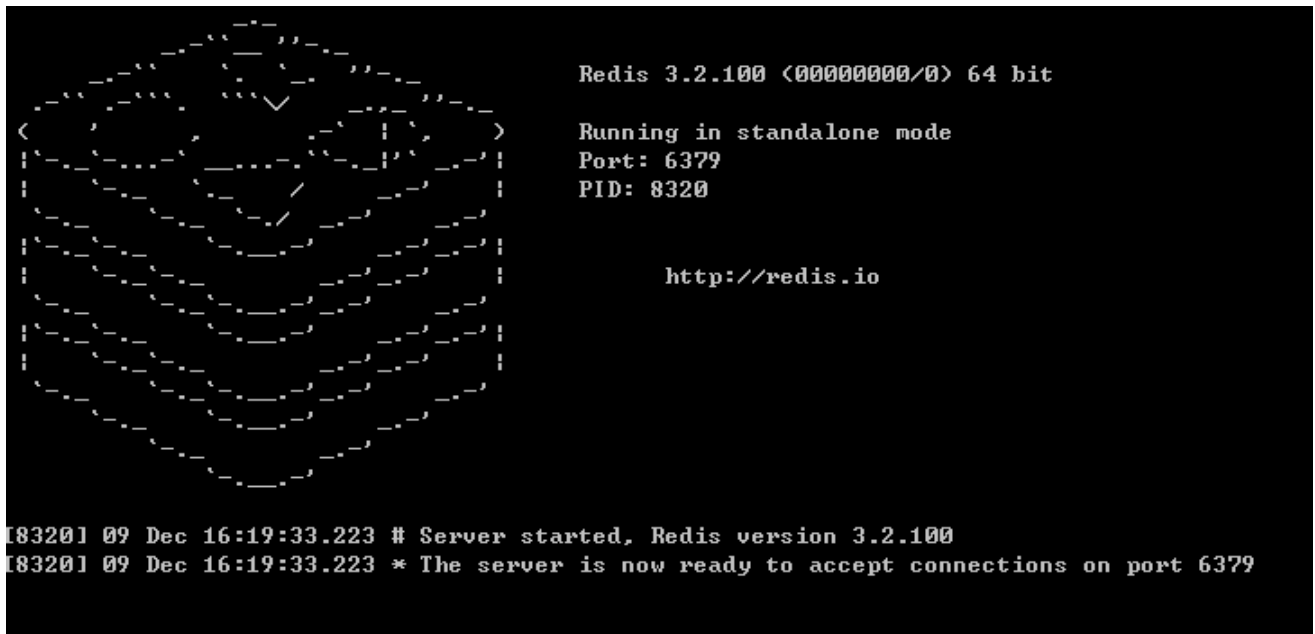 Redis 3.2.100 (00000000/0) 64 bit
Running in standalone mode
Port: 6379
PID: 8320
http://redis.io
[8320] 09 Dec 16:19:33.223 # Server started, Redis version 3.2.100
[8320] 09 Dec 16:19:33.223 * The server is now ready to accept connections on port 6379